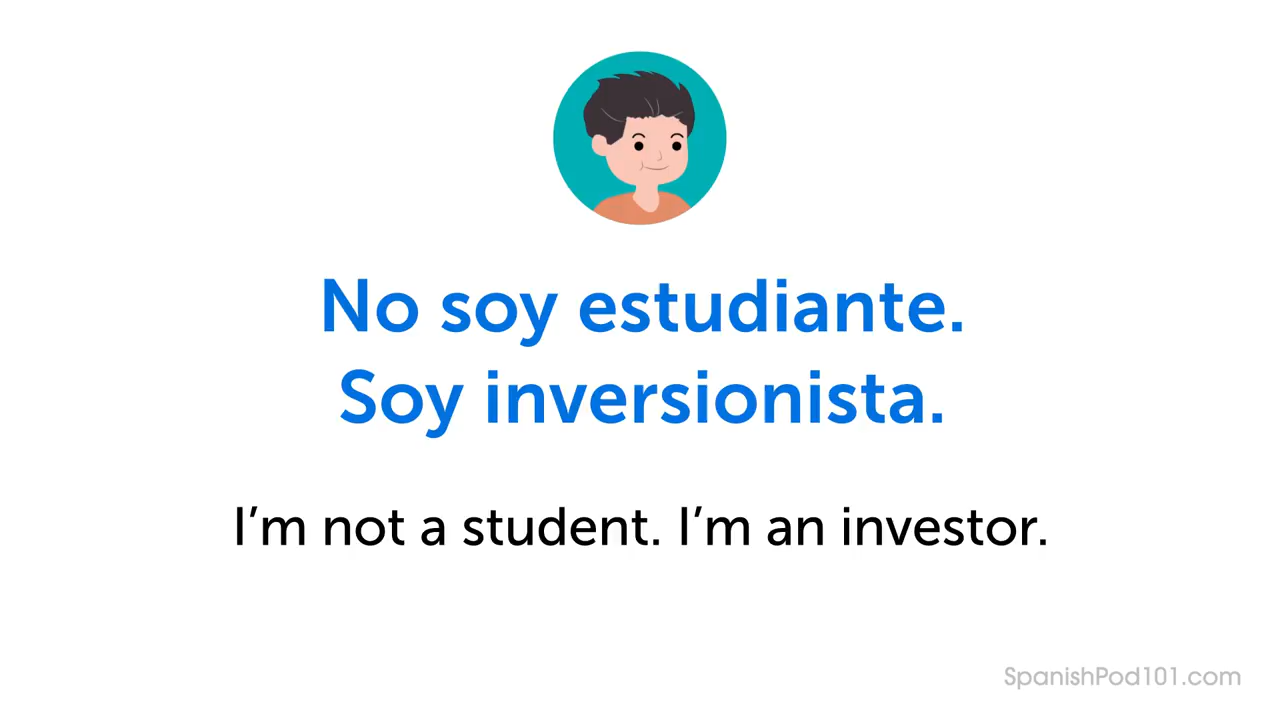 No soy estudiante.
Soy inversionista.
I’m not a student. I’m an investor.
SpanishPod101.com